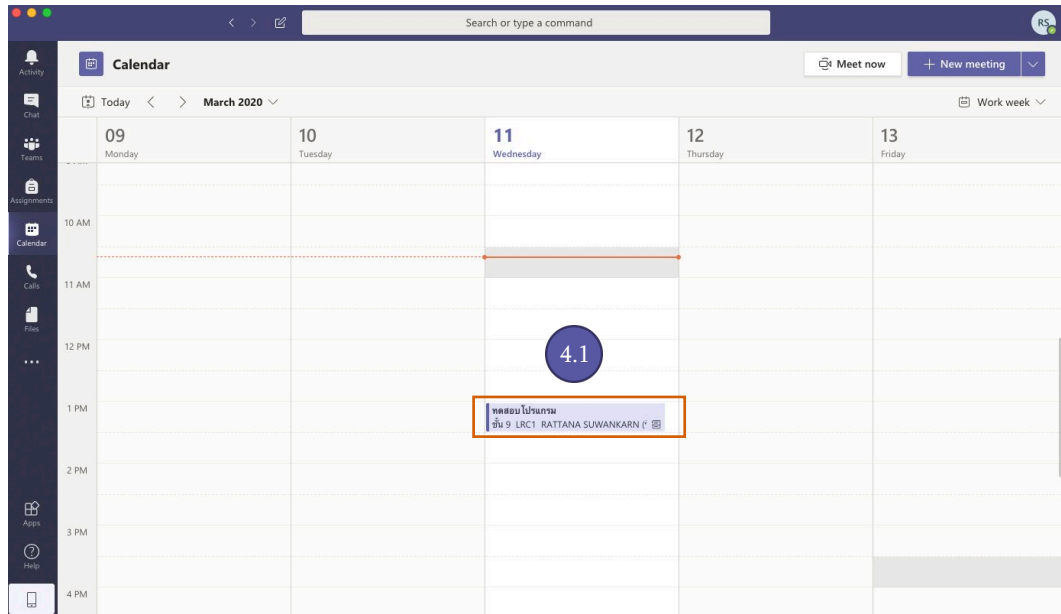 Search or type a command
RS
Activity
Chat
Teams
Assignments
Calendar
Calls
Files
Apps
Help
Calendar
Meet now
+ New meeting
Today
March 2020
Work week
09
Monday
10
Tuesday
11
Wednesday
12
Thursday
13
Friday
10 AM
11 AM
12 PM
1 PM
2 PM
3 PM
4 PM
4.1
ทดสอบโปรแกรม
ชั้น 9 LRC1 RATTANA SUWANKARN